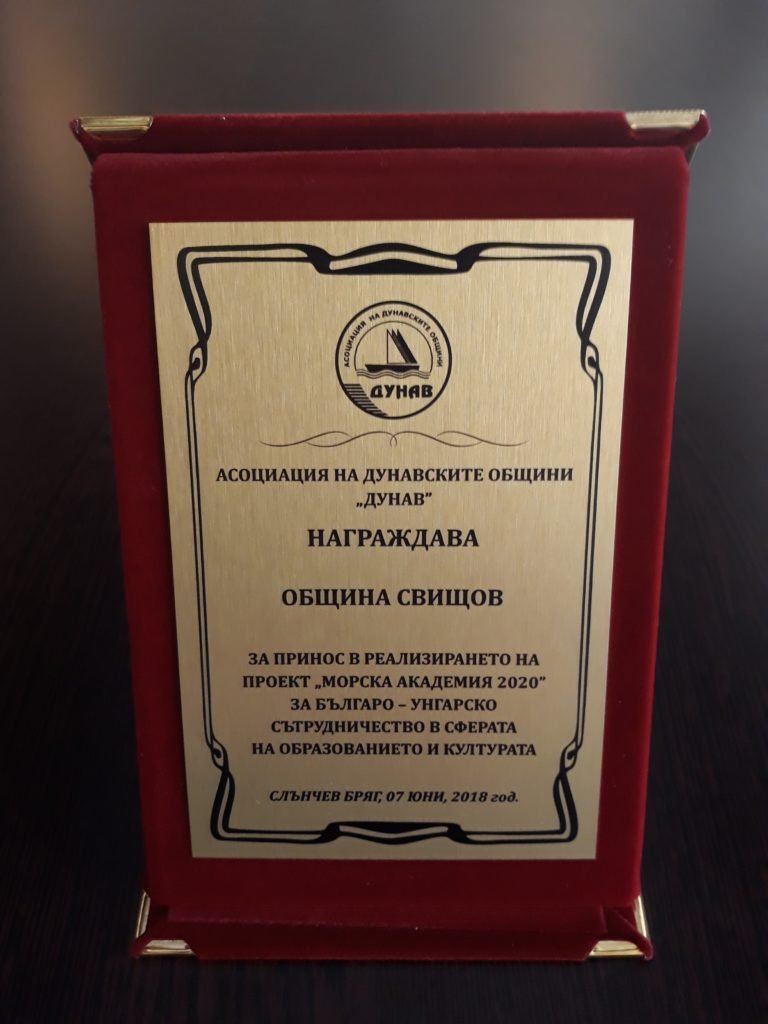 АСОЦИАЦИЯ НА ДУНАВСКИТЕ ОБЩИНИ
ДУНАВ
АСОЦИАЦИЯ НА ДУНАВСКИТЕ ОБЩИНИ
„ДУНАВ”
НАГРАЖДАВА
ОБЩИНА СВИЩОВ
ЗА ПРИНОС В РЕАЛИЗИРАНЕТО НА
ПРОЕКТ „МОРСКА АКАДЕМИЯ 2020”
ЗА БЪЛГАРО – УНГАРСКО
СЪТРУДНИЧЕСТВО В СФЕРАТА
НА ОБРАЗОВАНИЕТО И КУЛТУРАТА
СЛЪНЧЕВ БРЯГ, 07 ЮНИ, 2018 год.